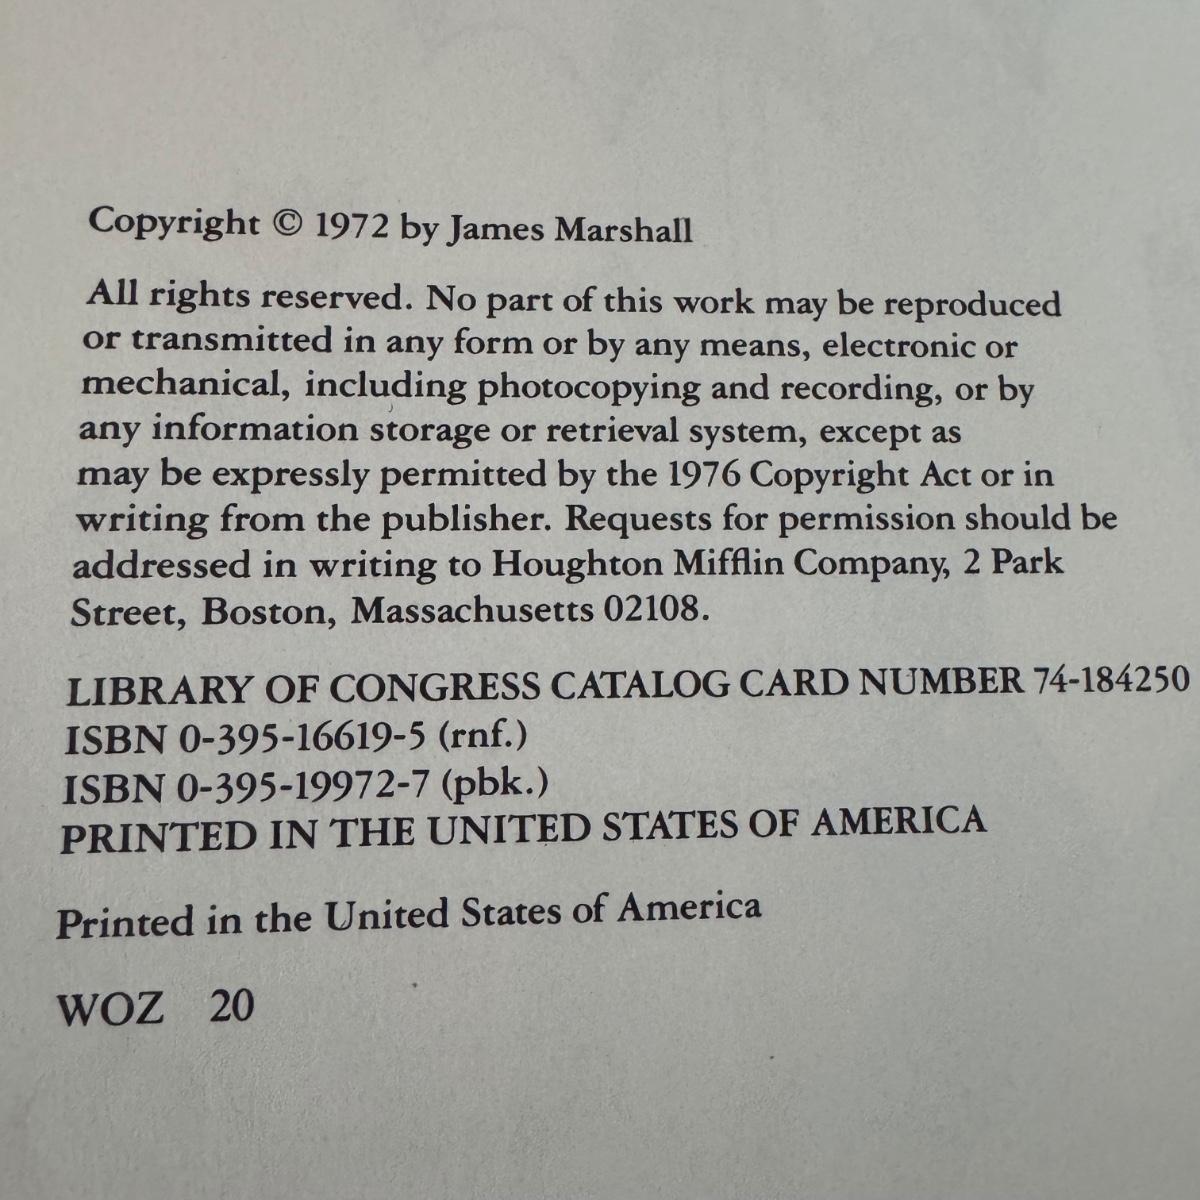 Copyright © 1972 by James Marshall
All rights reserved. No part of this work may be reproduced
or transmitted in any form or by any means, electronic or
mechanical, including photocopying and recording, or by
any information storage or retrieval system, except as
may be expressly permitted by the 1976 Copyright Act or in
writing from the publisher. Requests for permission should be
addressed in writing to Houghton Mifflin Company, 2 Park
Street, Boston, Massachusetts 02108.
LIBRARY OF CONGRESS CATALOG CARD NUMBER 74-184250
ISBN 0-395-16619-5 (rnf.)
ISBN 0-395-19972-7 (pbk.)
PRINTED IN THE UNITED STATES OF AMERICA
Printed in the United States of America
WOZ 20